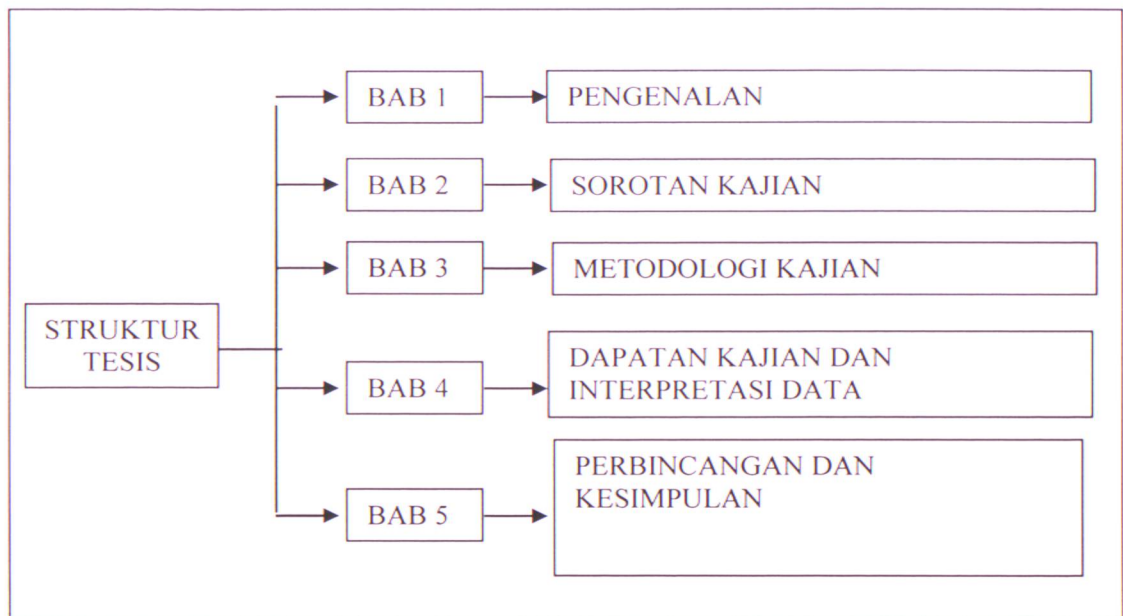 BAB 1
PENGENALAN
BAB 2
SOROTAN KAJIAN
BAB 3
METODOLOGI KAJIAN
STRUKTUR
TESIS
BAB 4
DAPATAN KAJIAN DAN
INTERPRETASI DATA
BAB 5
PERBINCANGAN DAN
KESIMPULAN